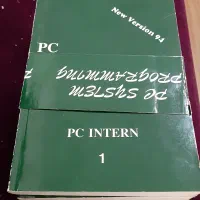 New Version 94
PC
PC SYSTEM
PROGRAMMING
PC INTERN
1